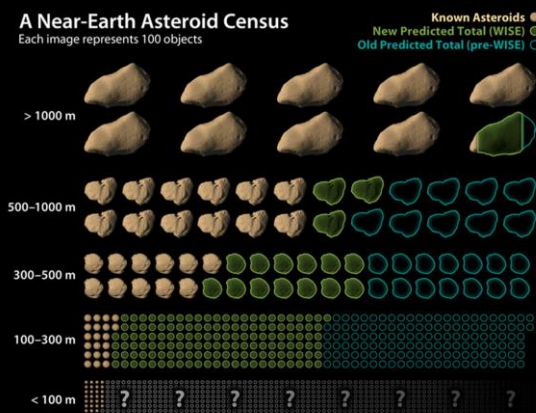 A Near-Earth Asteroid Census
Each image represents 100 objects
Known Asteroids
New Predicted Total (WISE)
Old Predicted Total (pre-WISE)
> 1000 m
500–1000 m
300–500 m
100–300 m
< 100 m
? ? ? ? ? ? ? ?